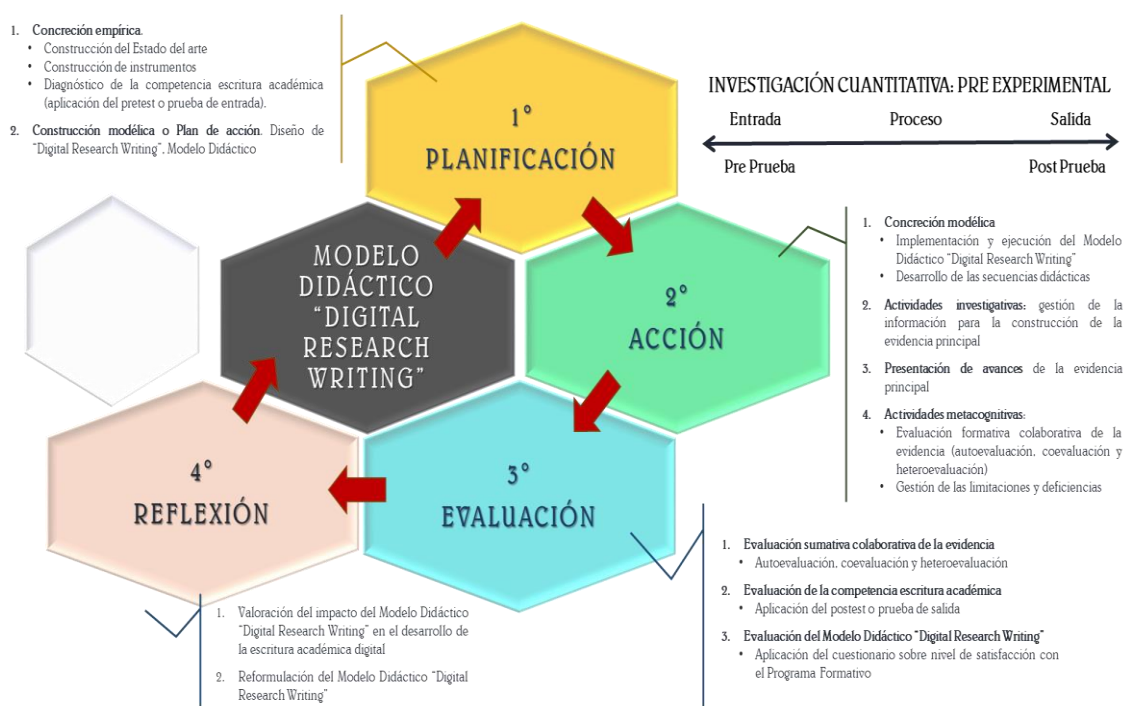 1. Concreción empírica.
• Construcción del Estado del arte
• Construcción de instrumentos
• Diagnóstico de la competencia escritura académica
(aplicación del pretest o prueba de entrada).
2. Construcción modélica o Plan de acción. Diseño de
“Digital Research Writing”, Modelo Didáctico
1°
PLANIFICACIÓN
INVESTIGACIÓN CUANTITATIVA: PRE EXPERIMENTAL
Entrada Proceso Salida
Pre Prueba Post Prueba
MODELO
DIDÁCTICO
“DIGITAL
RESEARCH
WRITING”
2°
ACCIÓN
1. Concreción modélica
• Implementación y ejecución del Modelo
Didáctico “Digital Research Writing”
• Desarrollo de las secuencias didácticas
2. Actividades investigativas: gestión de la
información para la construcción de la
evidencia principal
3. Presentación de avances de la evidencia
principal
4. Actividades metacognitivas:
• Evaluación formativa colaborativa de la
evidencia (autoevaluación, coevaluación y
heteroevaluación)
• Gestión de las limitaciones y deficiencias
3°
EVALUACIÓN
1. Evaluación sumativa colaborativa de la evidencia
• Autoevaluación, coevaluación y heteroevaluación
2. Evaluación de la competencia escritura académica
• Aplicación del postest o prueba de salida
3. Evaluación del Modelo Didáctico “Digital Research Writing”
• Aplicación del cuestionario sobre nivel de satisfacción con
el Programa Formativo
4°
REFLEXIÓN
1. Valoración del impacto del Modelo Didáctico
“Digital Research Writing” en el desarrollo de
la escritura académica digital
2. Reformulación del Modelo Didáctico “Digital
Research Writing”